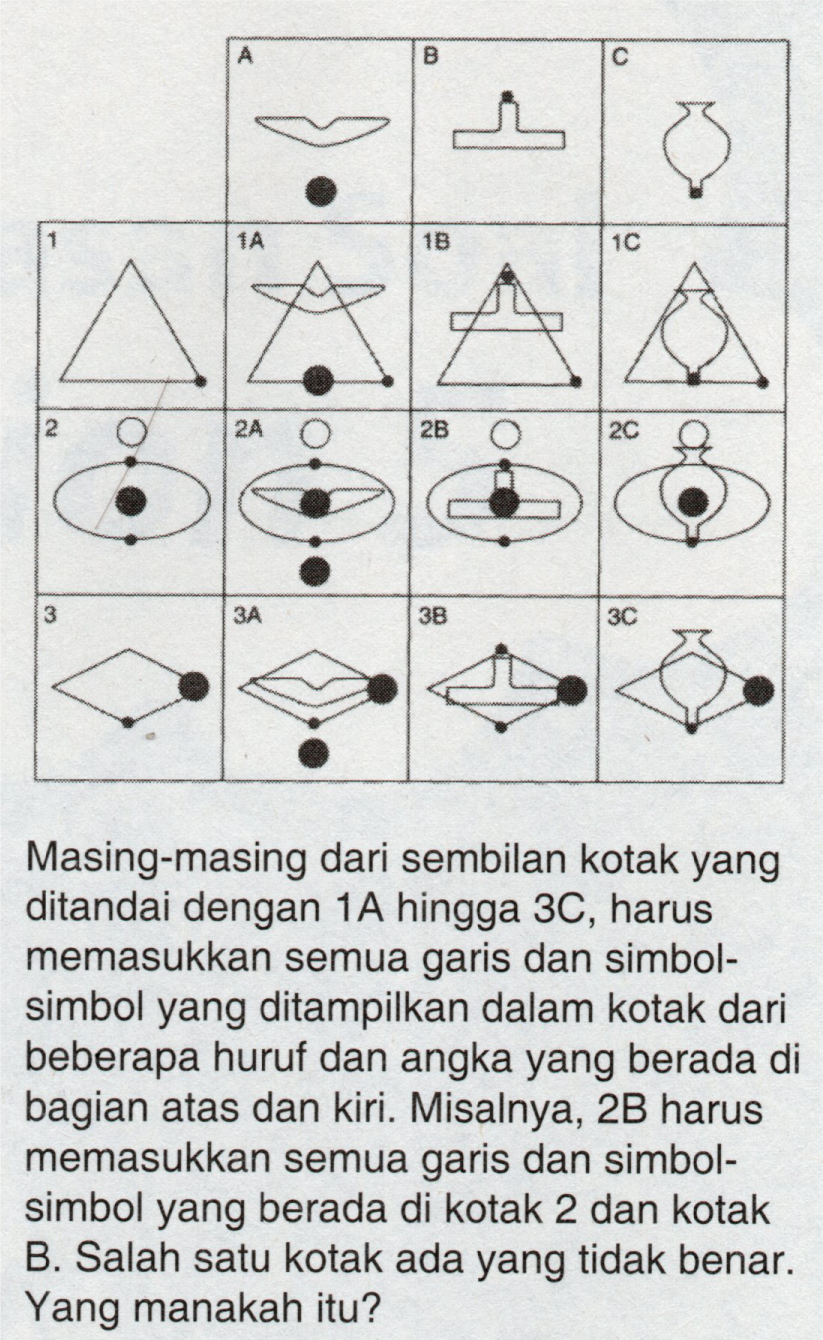 A B C
1 1A 1B 1C
2 2A 2B 2C
3 3A 3B 3C
Masing-masing dari sembilan kotak yang
ditandai dengan 1A hingga 3C, harus
memasukkan semua garis dan simbol-
simbol yang ditampilkan dalam kotak dari
beberapa huruf dan angka yang berada di
bagian atas dan kiri. Misalnya, 2B harus
memasukkan semua garis dan simbol-
simbol yang berada di kotak 2 dan kotak
B. Salah satu kotak ada yang tidak benar.
Yang manakah itu?